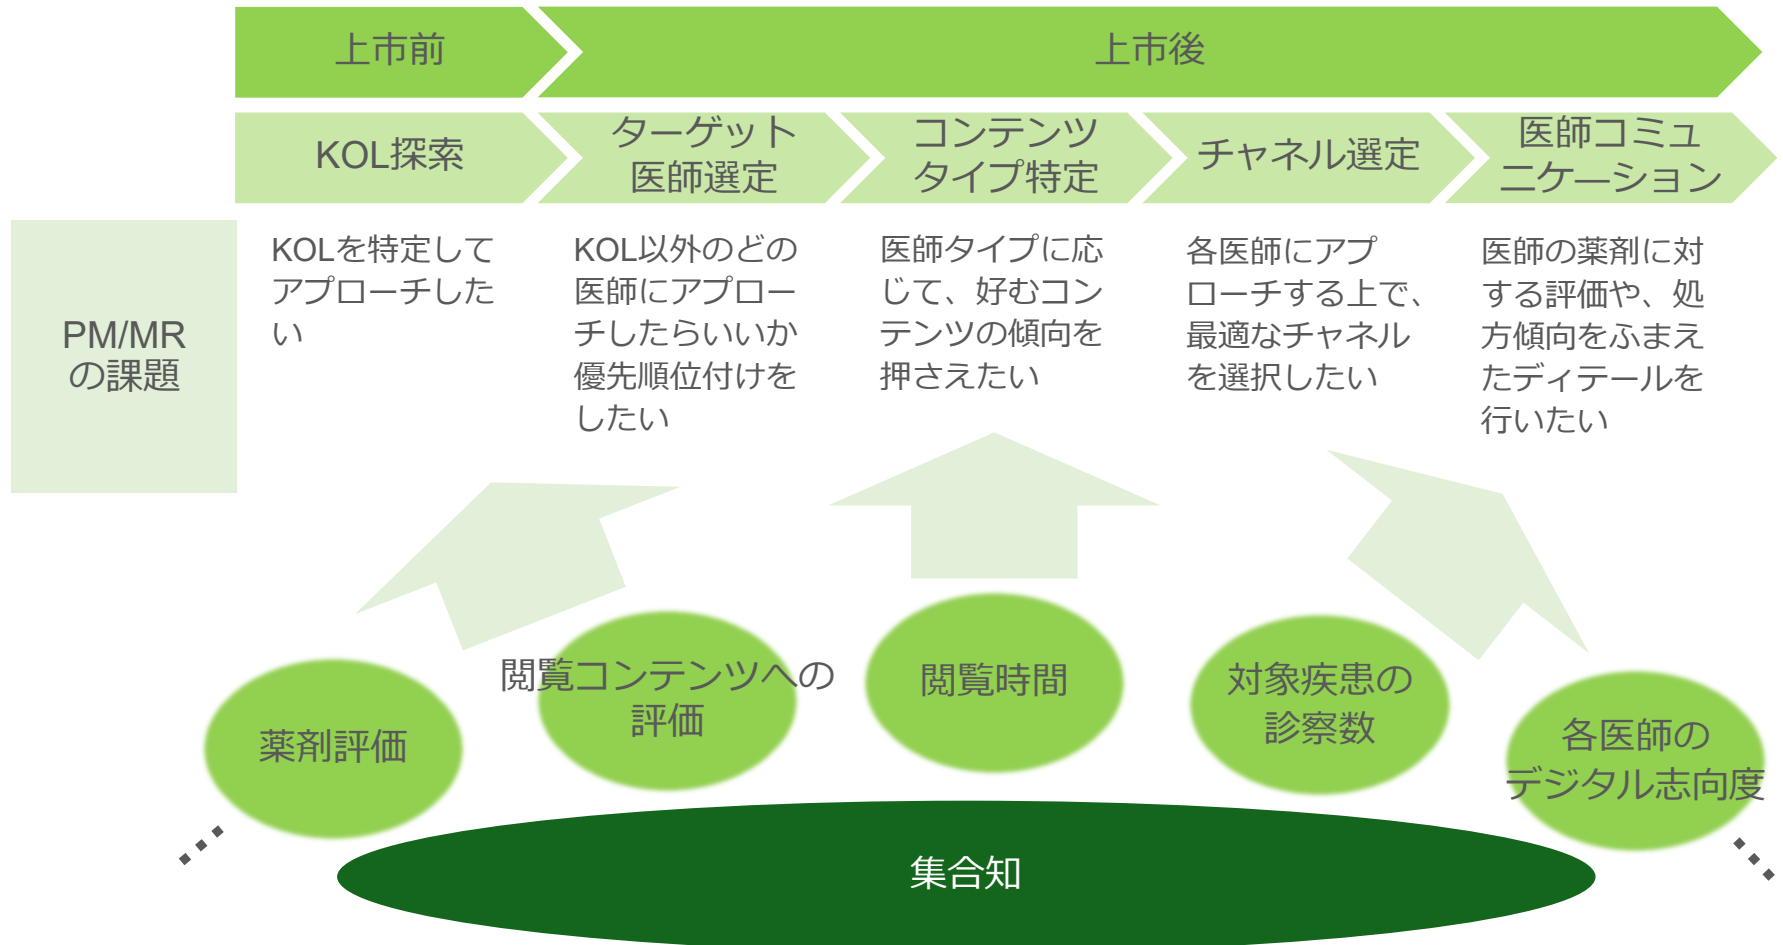 上市前
上市後
KOL探索
ターゲット
医師選定
コンテンツ
タイプ特定
チャネル選定
医師コミュ
ニケーション
PM/MR
の課題
KOLを特定して
アプローチした
い
KOL以外のどの
医師にアプロー
チしたらいいか
優先順位付けを
したい
医師タイプに応
じて、好むコン
テンツの傾向を
押さえたい
各医師にアプ
ローチする上で、
最適なチャネル
を選択したい
医師の薬剤に対
する評価や、処
方傾向をふまえ
たディテールを
行いたい
薬剤評価
閲覧コンテンツへの
評価
閲覧時間
対象疾患の
診察数
各医師の
デジタル志向度
集合知